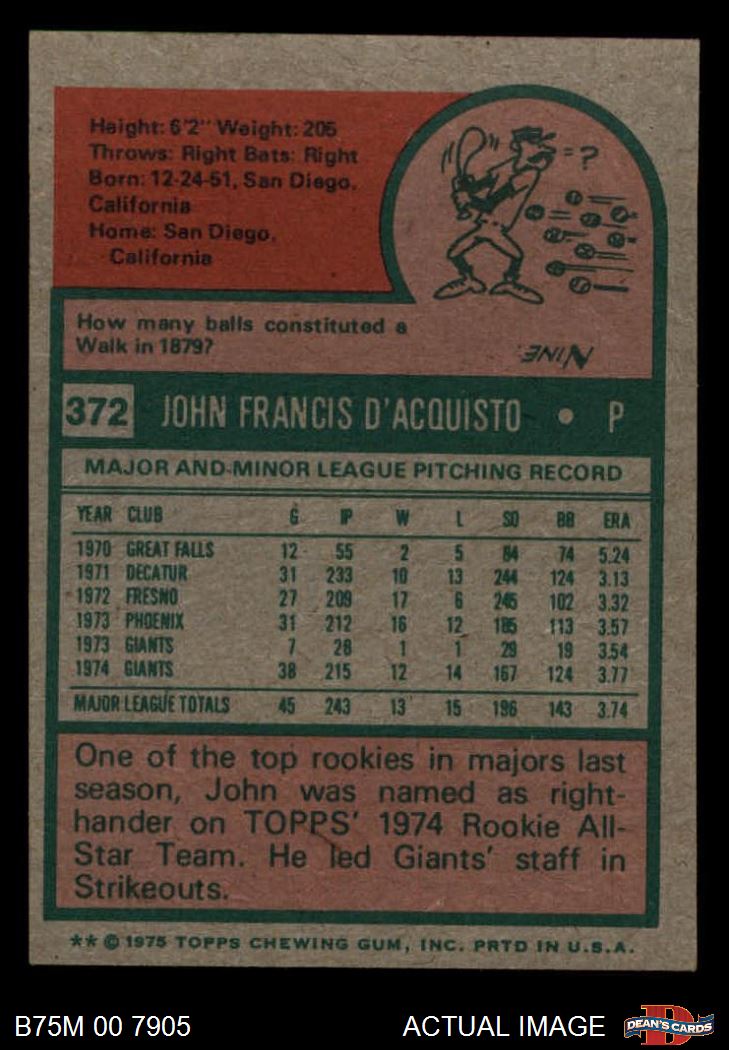 Height: 6'2" Weight: 205
Throws: Right Bats: Right
Born: 12-24-51, San Diego,
California
Home: San Diego,
California
= ?
How many balls constituted a
Walk in 1879?
NINE
372 JOHN FRANCIS D'ACQUISTO • P
MAJOR AND MINOR LEAGUE PITCHING RECORD
YEAR CLUB G IP W L SO BB ERA
1970 GREAT FALLS 12 55 2 5 84 74 5.24
1971 DECATUR 31 233 10 13 244 124 3.13
1972 FRESNO 27 209 17 6 245 102 3.32
1973 PHOENIX 31 212 16 12 185 113 3.57
1973 GIANTS 7 28 1 1 29 19 3.54
1974 GIANTS 38 215 12 14 167 124 3.77
MAJOR LEAGUE TOTALS 45 243 13 15 196 143 3.74
One of the top rookies in majors last
season, John was named as right-
hander on TOPPS' 1974 Rookie All-
Star Team. He led Giants' staff in
Strikeouts.
** © 1975 TOPPS CHEWING GUM, INC. PRTD IN U.S.A.
B75M 00 7905 ACTUAL IMAGE D DEAN'S CARDS